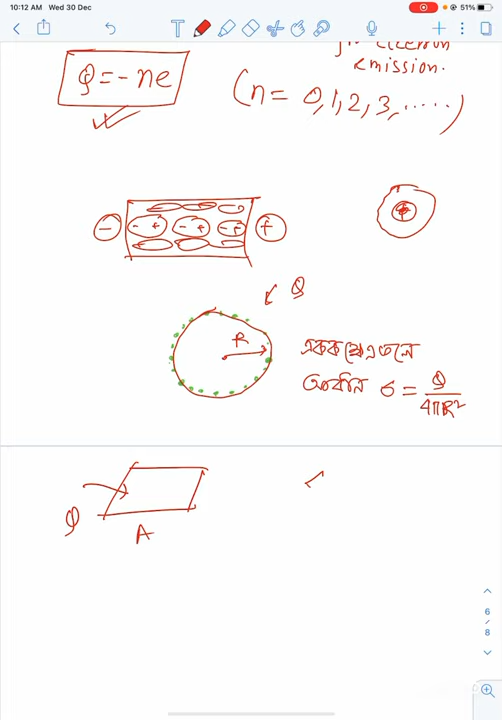 10:12 AM Wed 30 Dec
51%
emission.
Q = -ne
(n = 0, 1, 2, 3, .....)
- + - + - + - +
Q
R
একক ক্ষেত্রফলে
আধান σ = Q / 4πR²
Q
A
6
/
8